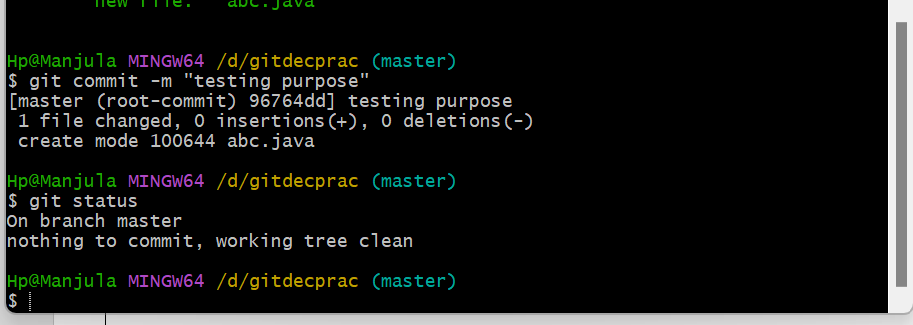 new file:   abc.java
Hp@Manjula MINGW64 /d/gitdecprac (master)
$ git commit -m "testing purpose"
[master (root-commit) 96764dd] testing purpose
 1 file changed, 0 insertions(+), 0 deletions(-)
 create mode 100644 abc.java
Hp@Manjula MINGW64 /d/gitdecprac (master)
$ git status
On branch master
nothing to commit, working tree clean
Hp@Manjula MINGW64 /d/gitdecprac (master)
$